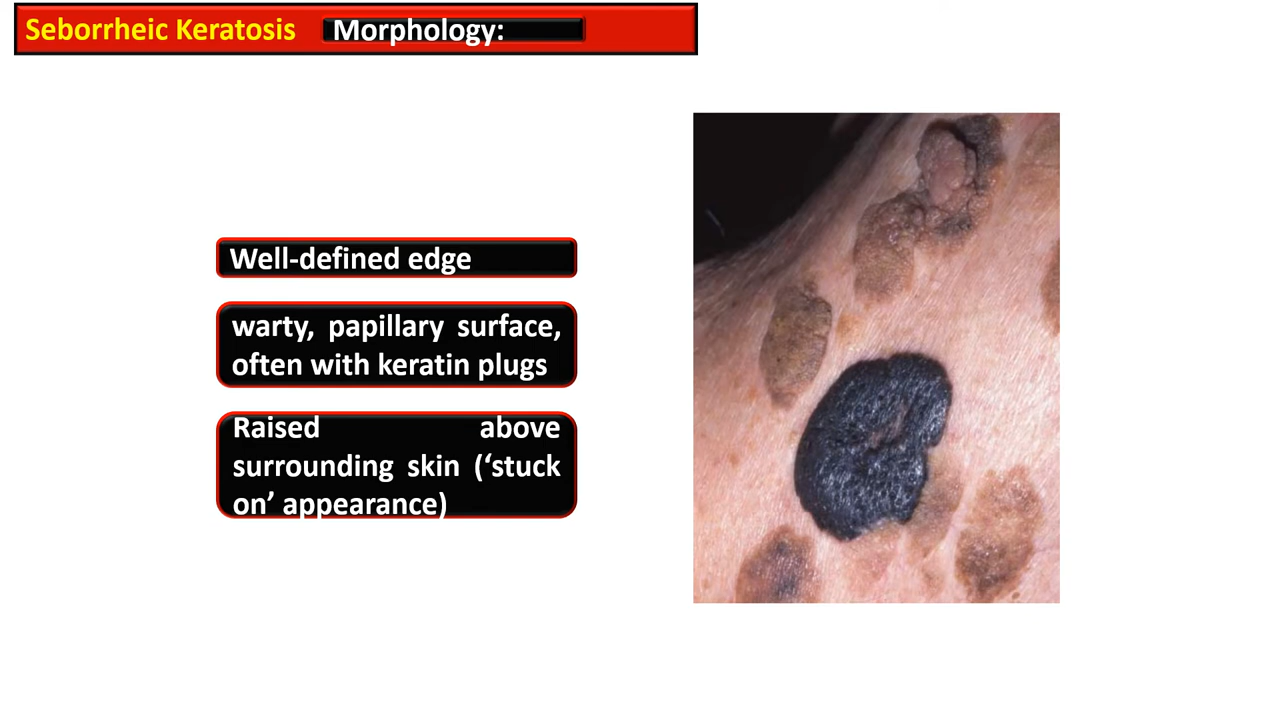 Seborrheic Keratosis Morphology:
Well-defined edge
warty, papillary surface,
often with keratin plugs
Raised above
surrounding skin (‘stuck
on’ appearance)